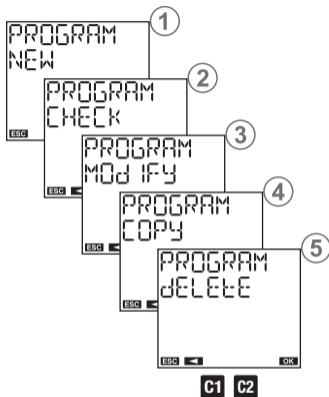 1
PROGRAM
NEW
ESC
2
PROGRAM
CHECK
ESC
3
PROGRAM
MOdIFY
ESC
4
PROGRAM
COPY
ESC
5
PROGRAM
dELEtE
ESC OK
C1 C2